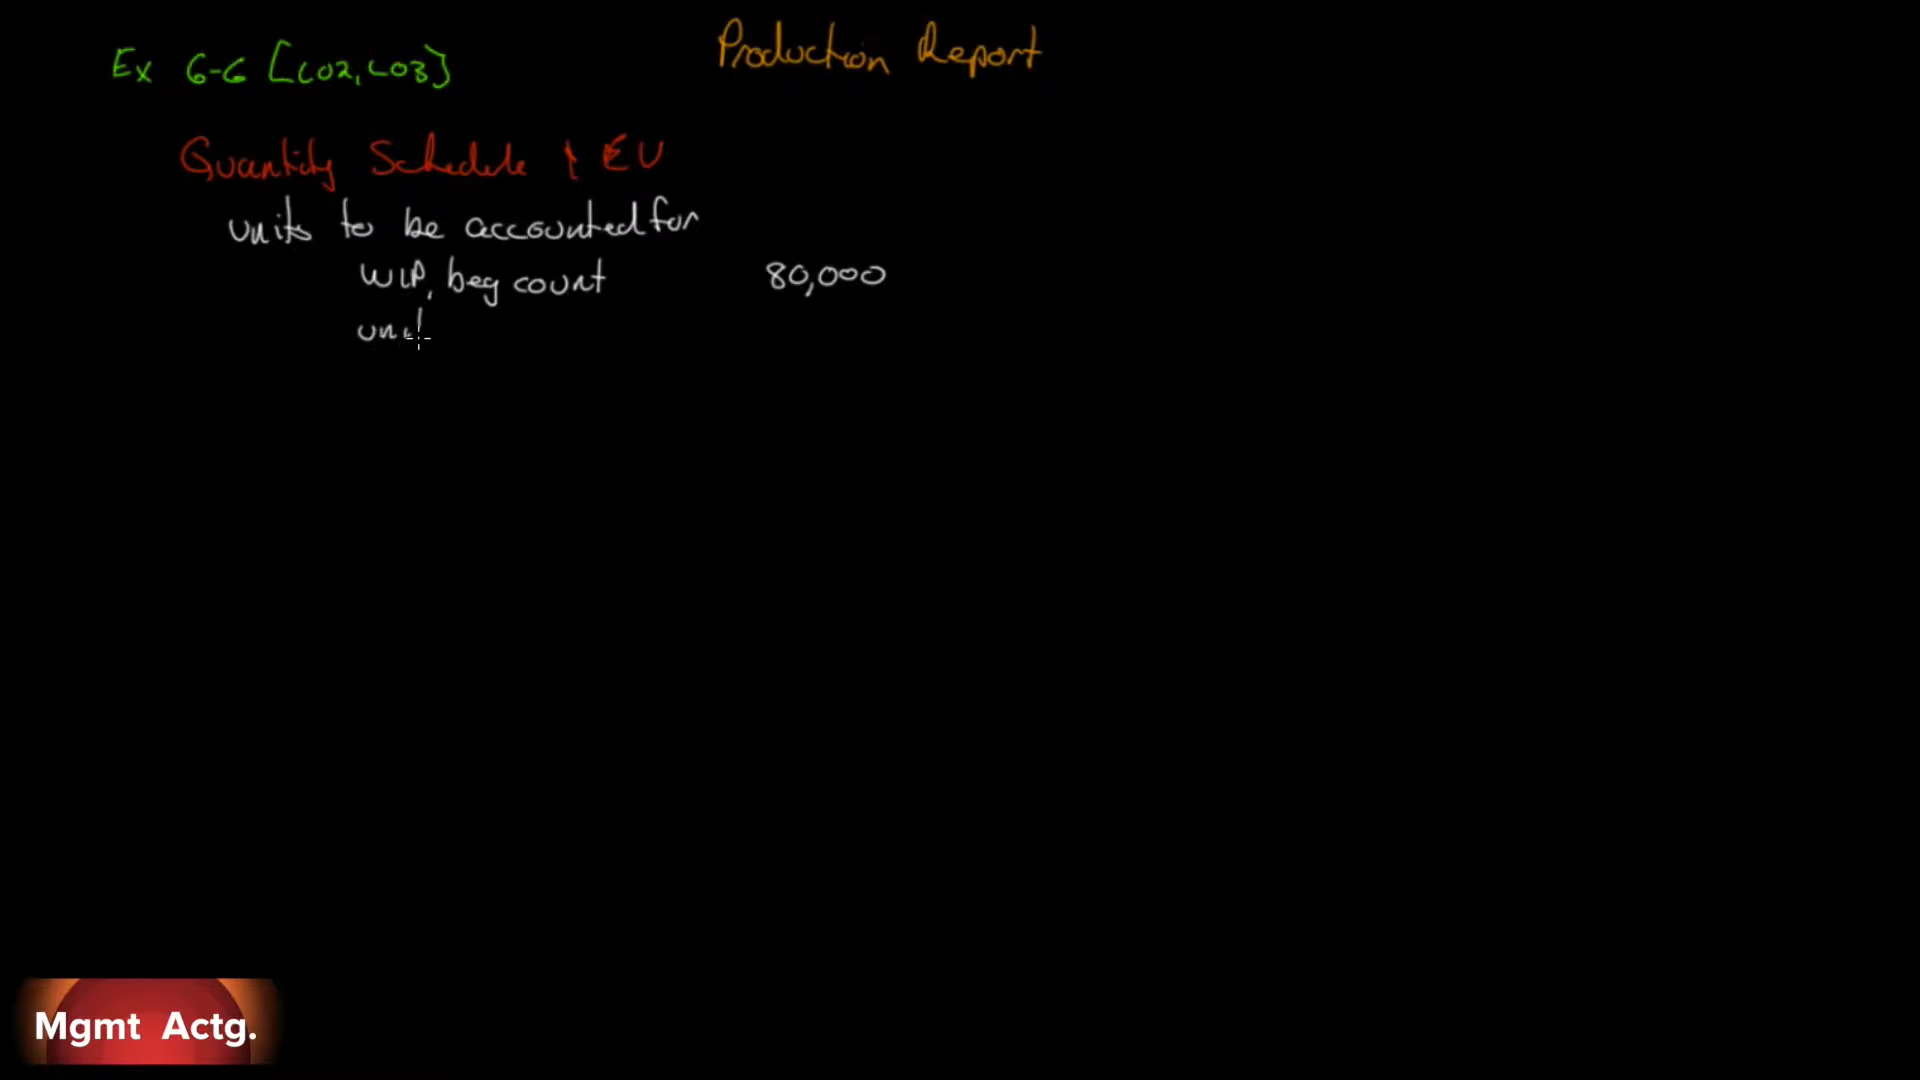 Ex 6-6 [LO2, LO3]
Production Report
Quantity Schedule & EU
units to be accounted for
WIP, beg count 80,000
unit
Mgmt Actg.